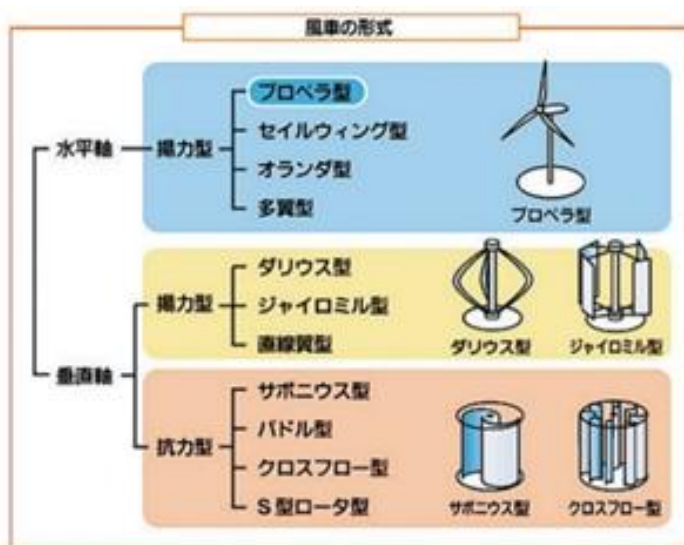 風車の形式
水平軸
揚力型
プロペラ型
セイルウィング型
オランダ型
多翼型
プロペラ型
垂直軸
揚力型
ダリウス型
ジャイロミル型
直線翼型
ダリウス型
ジャイロミル型
抗力型
サボニウス型
パドル型
クロスフロー型
S型ロータ型
サボニウス型
クロスフロー型